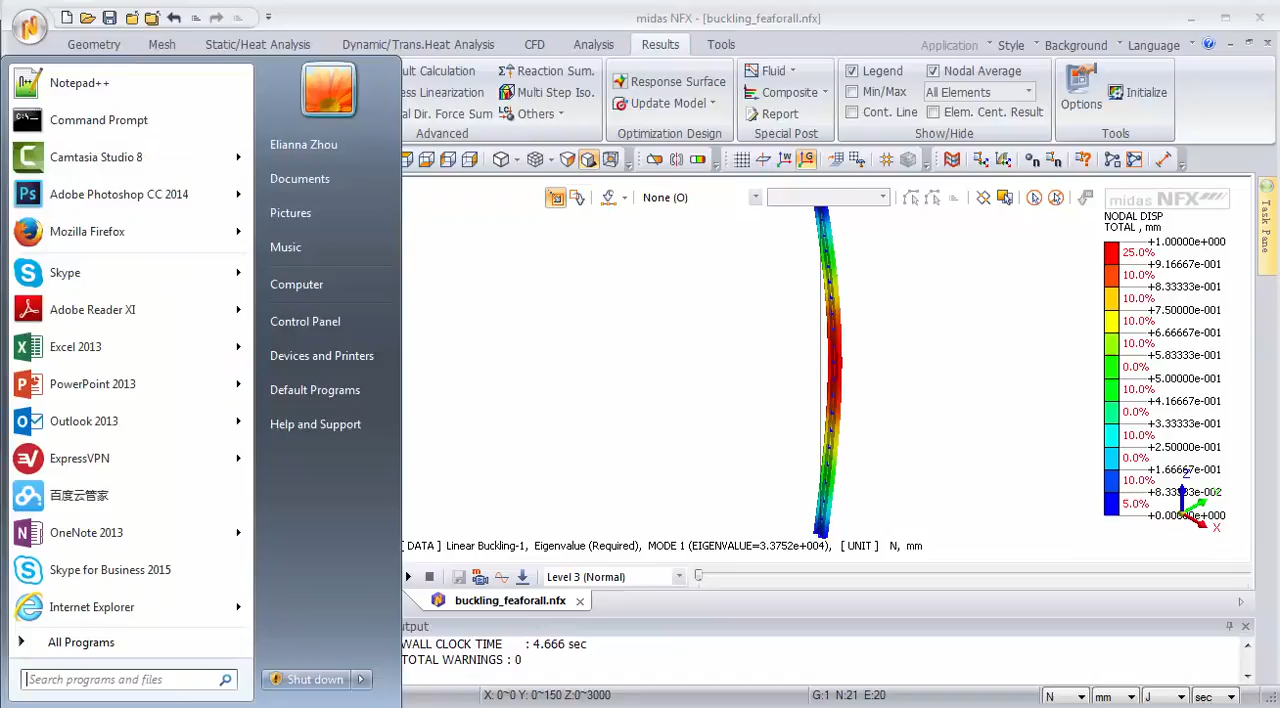 midas NFX - [buckling_feaforall.nfx]
Geometry Mesh Static/Heat Analysis Dynamic/Trans.Heat Analysis CFD Analysis Results Tools Application Style Background Language
Notepad++
Command Prompt
Camtasia Studio 8
Adobe Photoshop CC 2014
Mozilla Firefox
Skype
Adobe Reader XI
Excel 2013
PowerPoint 2013
Outlook 2013
ExpressVPN
百度云管家
OneNote 2013
Skype for Business 2015
Internet Explorer
All Programs
Search programs and files
Elianna Zhou
Documents
Pictures
Music
Computer
Control Panel
Devices and Printers
Default Programs
Help and Support
Shut down
ult Calculation
ess Linearization
al Dir. Force Sum
Advanced
Reaction Sum.
Multi Step Iso.
Others
Response Surface
Update Model
Optimization Design
Fluid
Composite
Report
Special Post
Legend
Min/Max
Cont. Line
Nodal Average
All Elements
Elem. Cent. Result
Show/Hide
Options
Initialize
Tools
None (0)
Task Pane
midas NFX
NODAL DISP
TOTAL , mm
+1.00000e+000
25.0%
+9.16667e-001
10.0%
+8.33333e-001
10.0%
+7.50000e-001
10.0%
+6.66667e-001
10.0%
+5.83333e-001
0.0%
+5.00000e-001
10.0%
+4.16667e-001
0.0%
+3.33333e-001
10.0%
+2.50000e-001
0.0%
+1.66667e-001
10.0%
+8.33333e-002
5.0%
+0.00000e+000
Z
X
[ DATA ] Linear Buckling-1, Eigenvalue (Required), MODE 1 (EIGENVALUE=3.3752e+004), [ UNIT ] N, mm
Level 3 (Normal)
buckling_feaforall.nfx
utput
WALL CLOCK TIME : 4.666 sec
TOTAL WARNINGS : 0
X: 0~0 Y: 0~150 Z:0~3000
G:1 N:21 E:20
N mm J sec